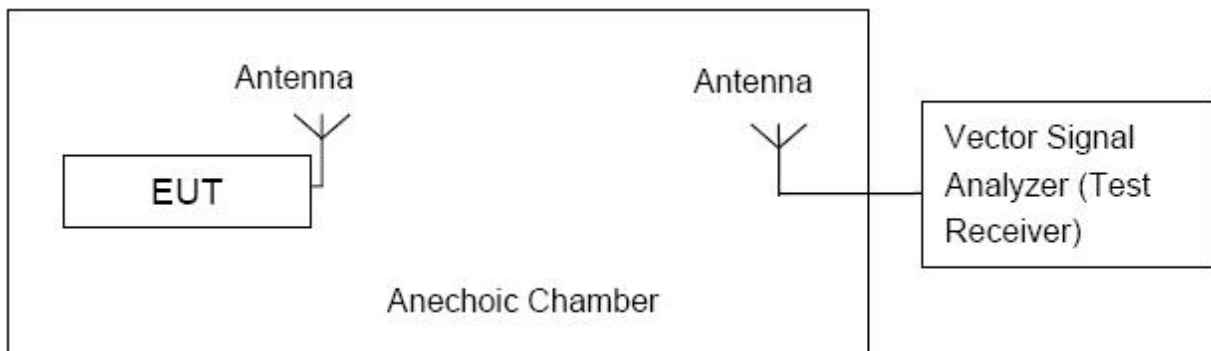 Antenna
Antenna
EUT
Vector Signal
Analyzer (Test
Receiver)
Anechoic Chamber